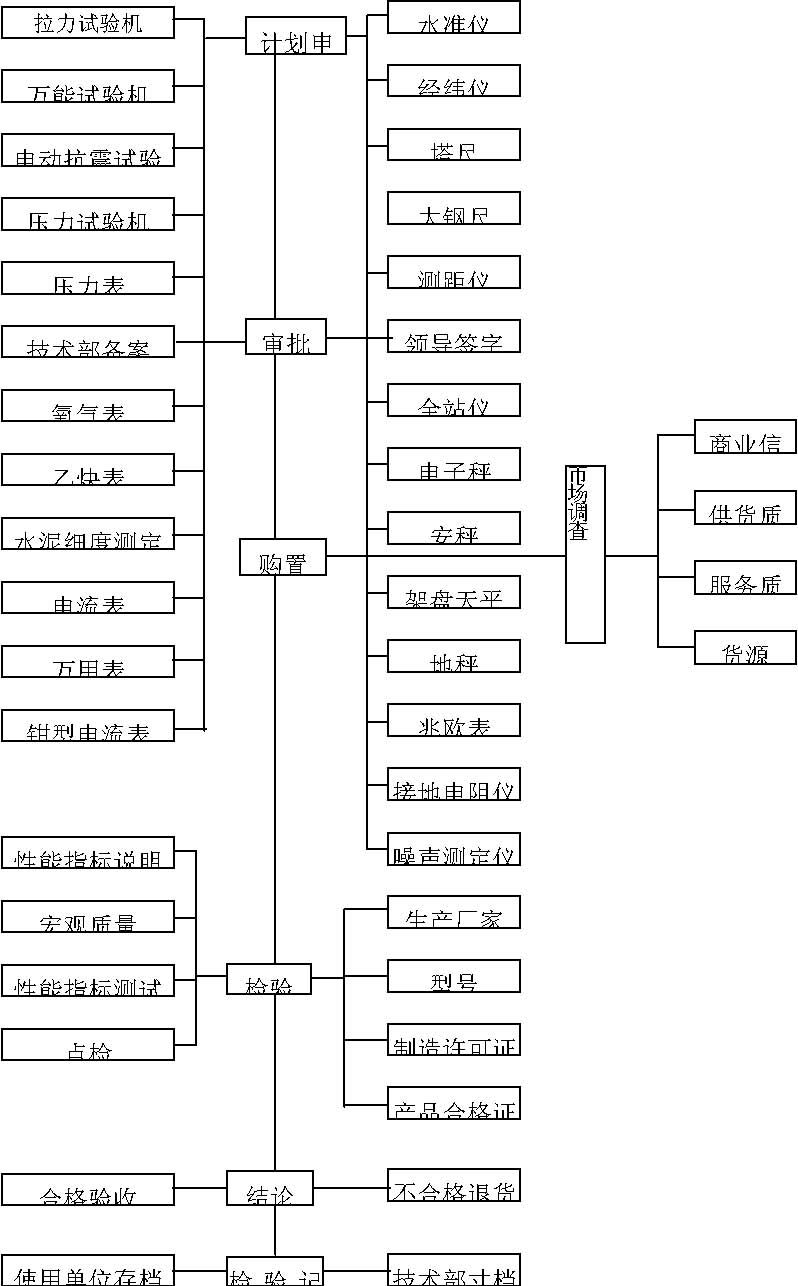 拉力试验机
计划申
水准仪
万能试验机
经纬仪
电动抗震试验
塔尺
压力试验机
大钢尺
压力表
测距仪
技术部备案
审批
领导签字
氧气表
全站仪
商业信
乙炔表
电子秤
市场调查
水泥细度测定
购置
安秤
供货质
电流表
架盘天平
服务质
万用表
地秤
货源
钳型电流表
兆欧表
接地电阻仪
性能指标说明
噪声测定仪
宏观质量
生产厂家
性能指标测试
检验
型号
点检
制造许可证
产品合格证
合格验收
结论
不合格退货
使用单位存档
检 验 记
技术部寸档